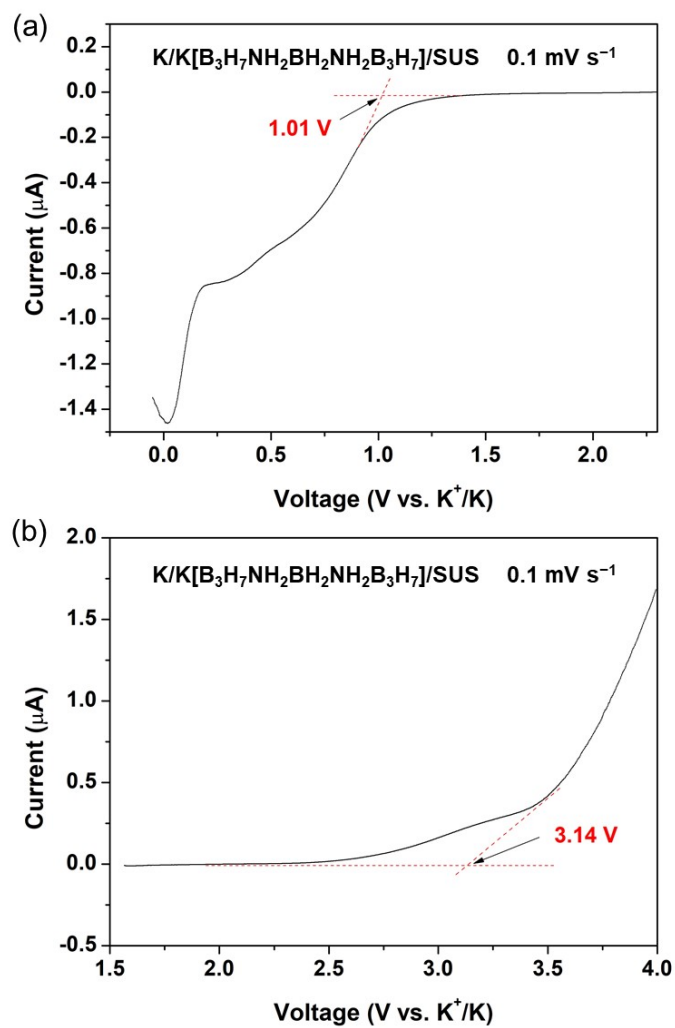 (a)
K/K[B₃H₇NH₂BH₂NH₂B₃H₇]/SUS 0.1 mV s⁻¹
1.01 V
0.2
0.0
-0.2
-0.4
-0.6
-0.8
-1.0
-1.2
-1.4
Current (μA)
0.0 0.5 1.0 1.5 2.0
Voltage (V vs. K⁺/K)
(b)
K/K[B₃H₇NH₂BH₂NH₂B₃H₇]/SUS 0.1 mV s⁻¹
3.14 V
2.0
1.5
1.0
0.5
0.0
-0.5
Current (μA)
1.5 2.0 2.5 3.0 3.5 4.0
Voltage (V vs. K⁺/K)